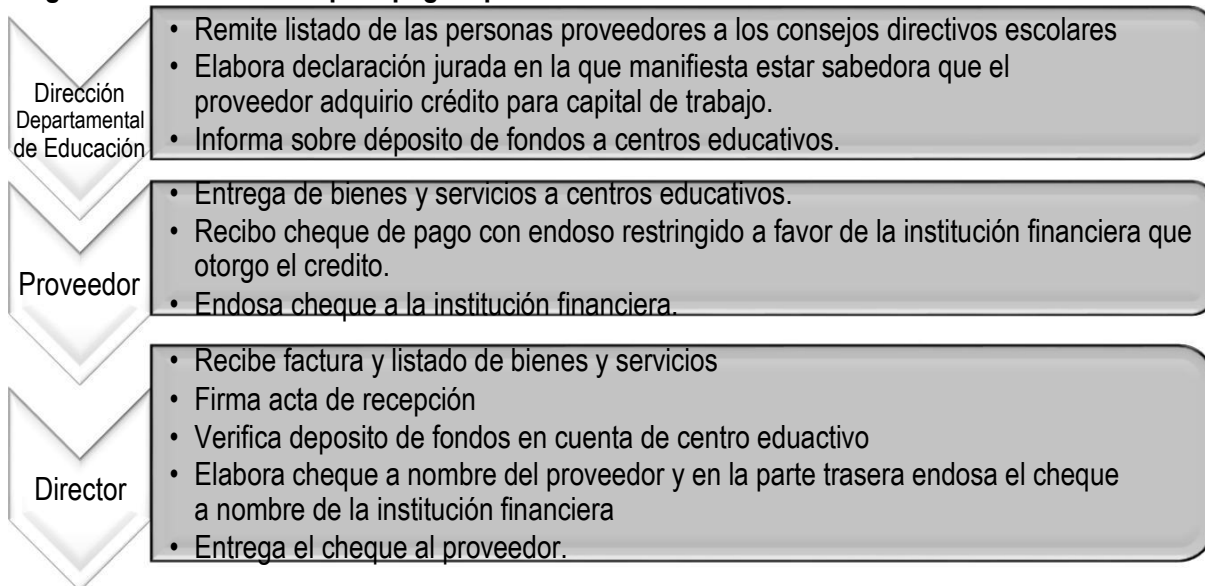 Dirección
Departamental
de Educación
• Remite listado de las personas proveedores a los consejos directivos escolares
• Elabora declaración jurada en la que manifiesta estar sabedora que el
proveedor adquirio crédito para capital de trabajo.
• Informa sobre déposito de fondos a centros educativos.
Proveedor
• Entrega de bienes y servicios a centros educativos.
• Recibo cheque de pago con endoso restringido a favor de la institución financiera que
otorgo el credito.
• Endosa cheque a la institución financiera.
Director
• Recibe factura y listado de bienes y servicios
• Firma acta de recepción
• Verifica deposito de fondos en cuenta de centro eduactivo
• Elabora cheque a nombre del proveedor y en la parte trasera endosa el cheque
a nombre de la institución financiera
• Entrega el cheque al proveedor.